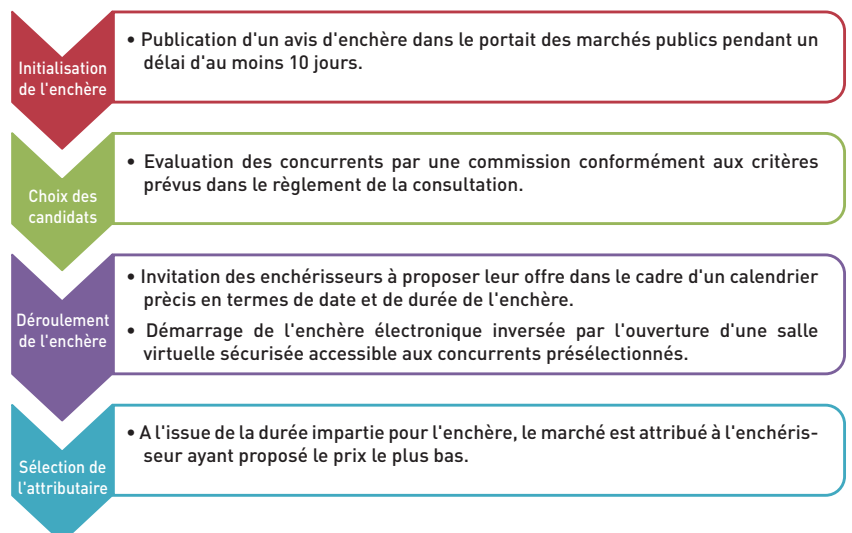 Initialisation
de l'enchère
• Publication d'un avis d'enchère dans le portait des marchés publics pendant un
délai d'au moins 10 jours.
Choix des
candidats
• Evaluation des concurrents par une commission conformément aux critères
prévus dans le règlement de la consultation.
Déroulement
de l'enchère
• Invitation des enchérisseurs à proposer leur offre dans le cadre d'un calendrier
prècis en termes de date et de durée de l'enchère.
• Démarrage de l'enchère électronique inversée par l'ouverture d'une salle
virtuelle sécurisée accessible aux concurrents présélectionnés.
Sélection de
l'attributaire
• A l'issue de la durée impartie pour l'enchère, le marché est attribué à l'enchéris-
seur ayant proposé le prix le plus bas.